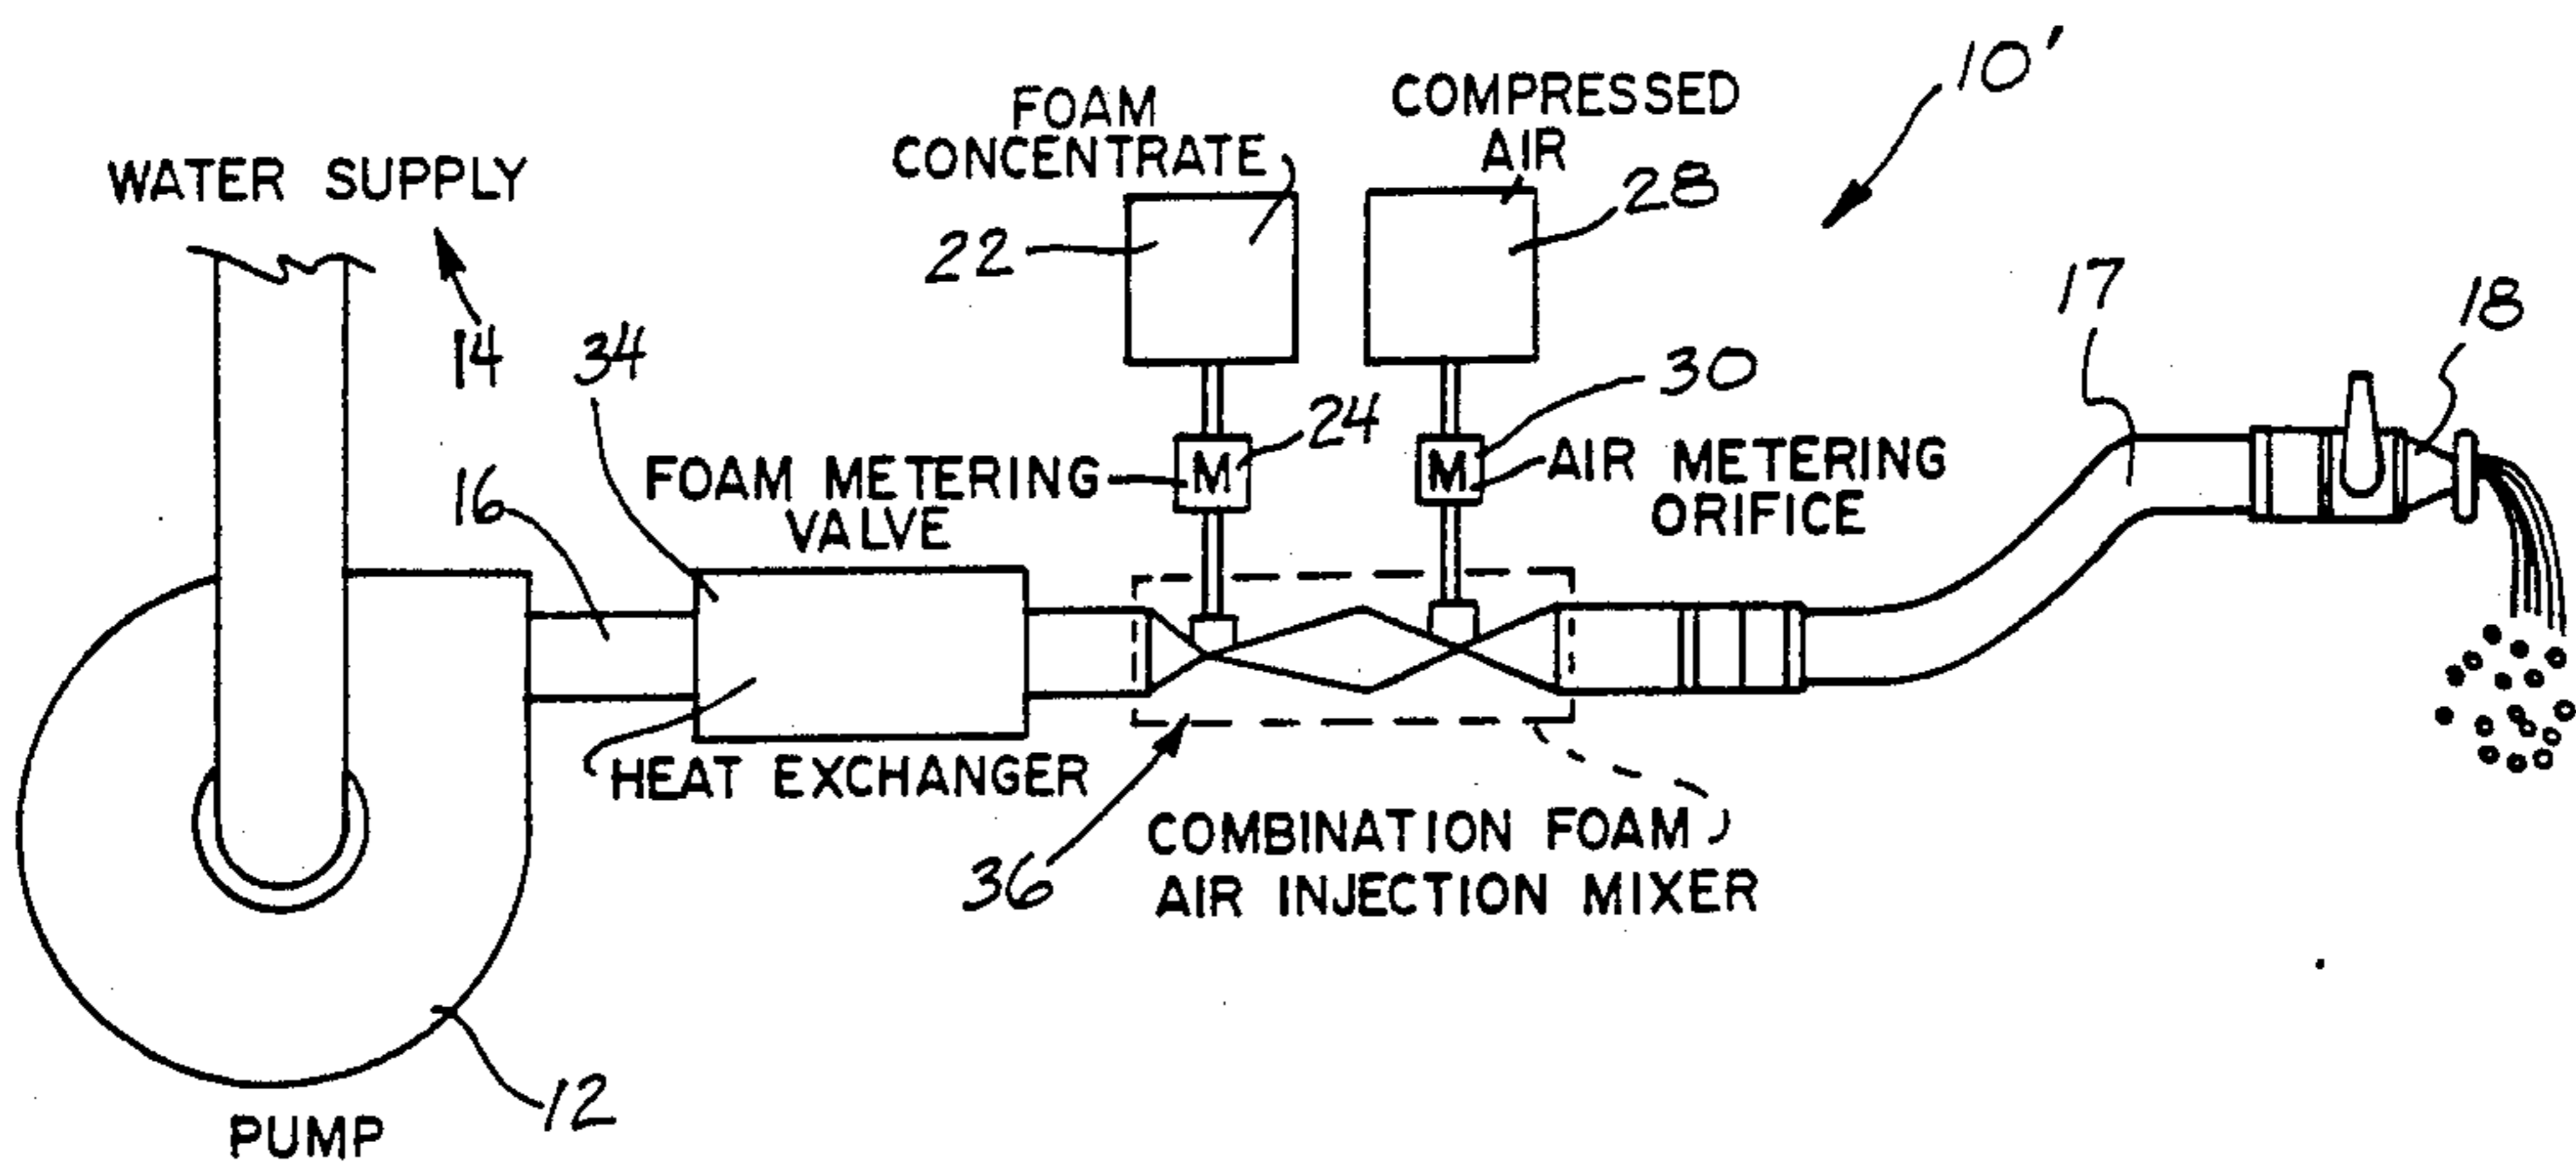 10'
FOAM
CONCENTRATE
COMPRESSED
AIR
WATER SUPPLY
14
22
28
17
18
34
24
30
16
FOAM METERING
VALVE
M
M
AIR METERING
ORIFICE
HEAT EXCHANGER
36
COMBINATION FOAM
AIR INJECTION MIXER
12
PUMP